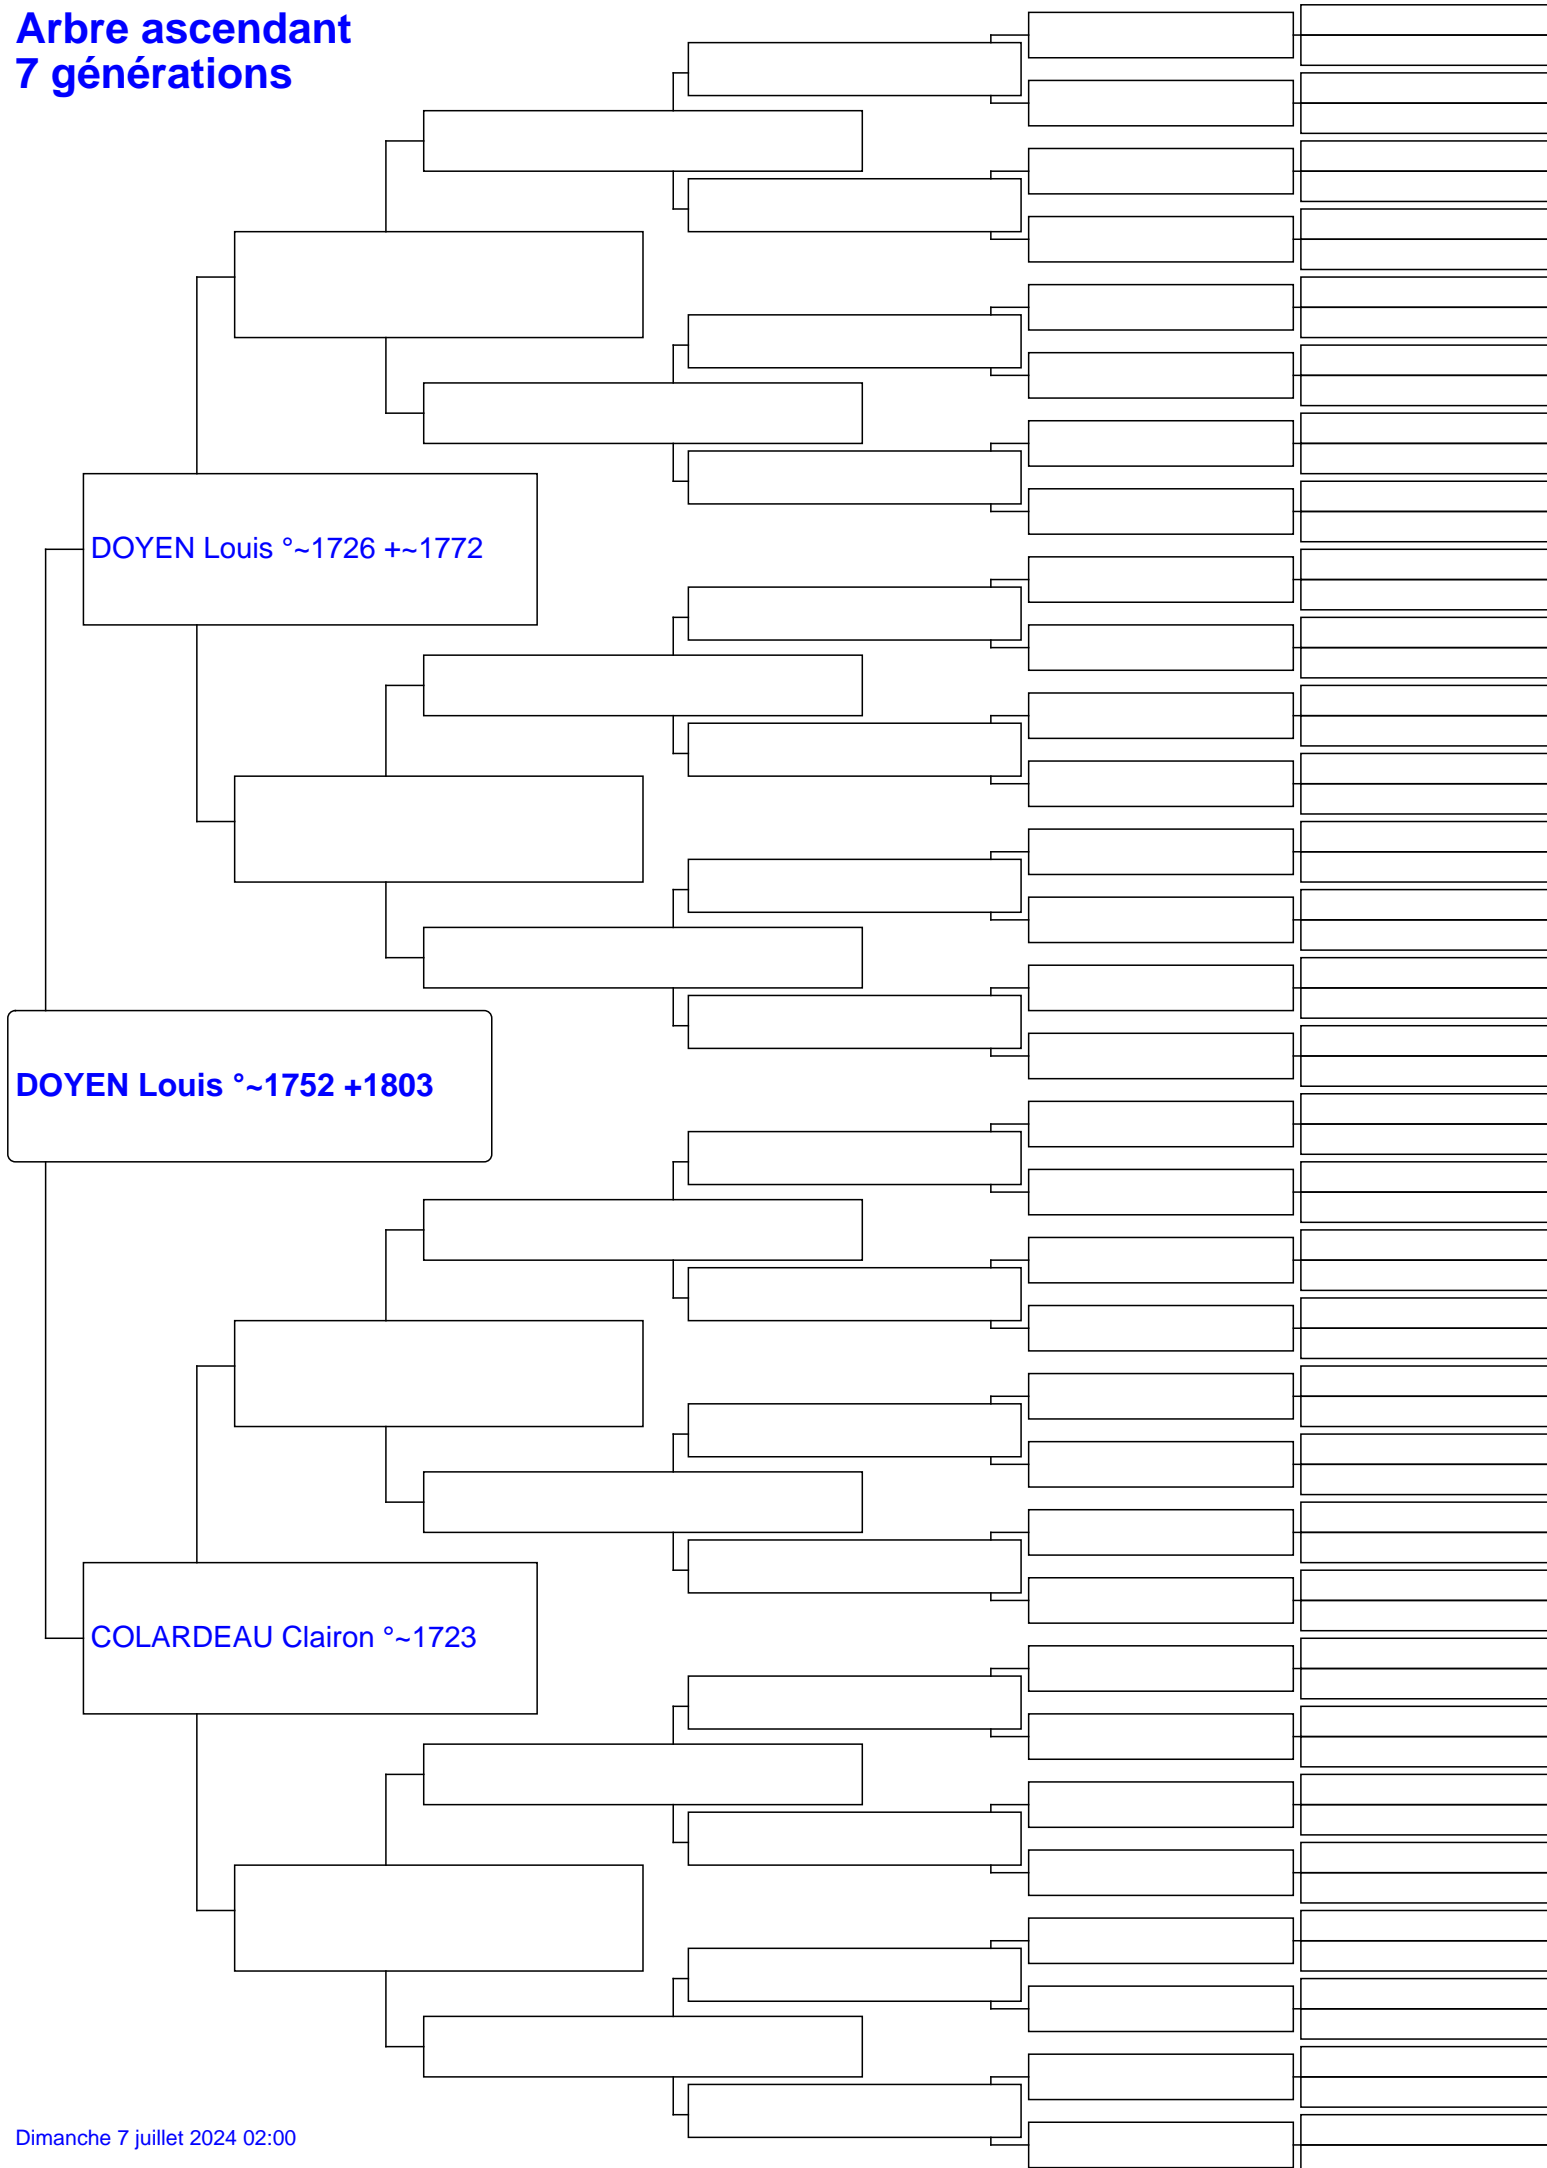 Arbre ascendant
7 générations
DOYEN Louis °~1726 +~1772
DOYEN Louis °~1752 +1803
COLARDEAU Clairon °~1723
Dimanche 7 juillet 2024 02:00